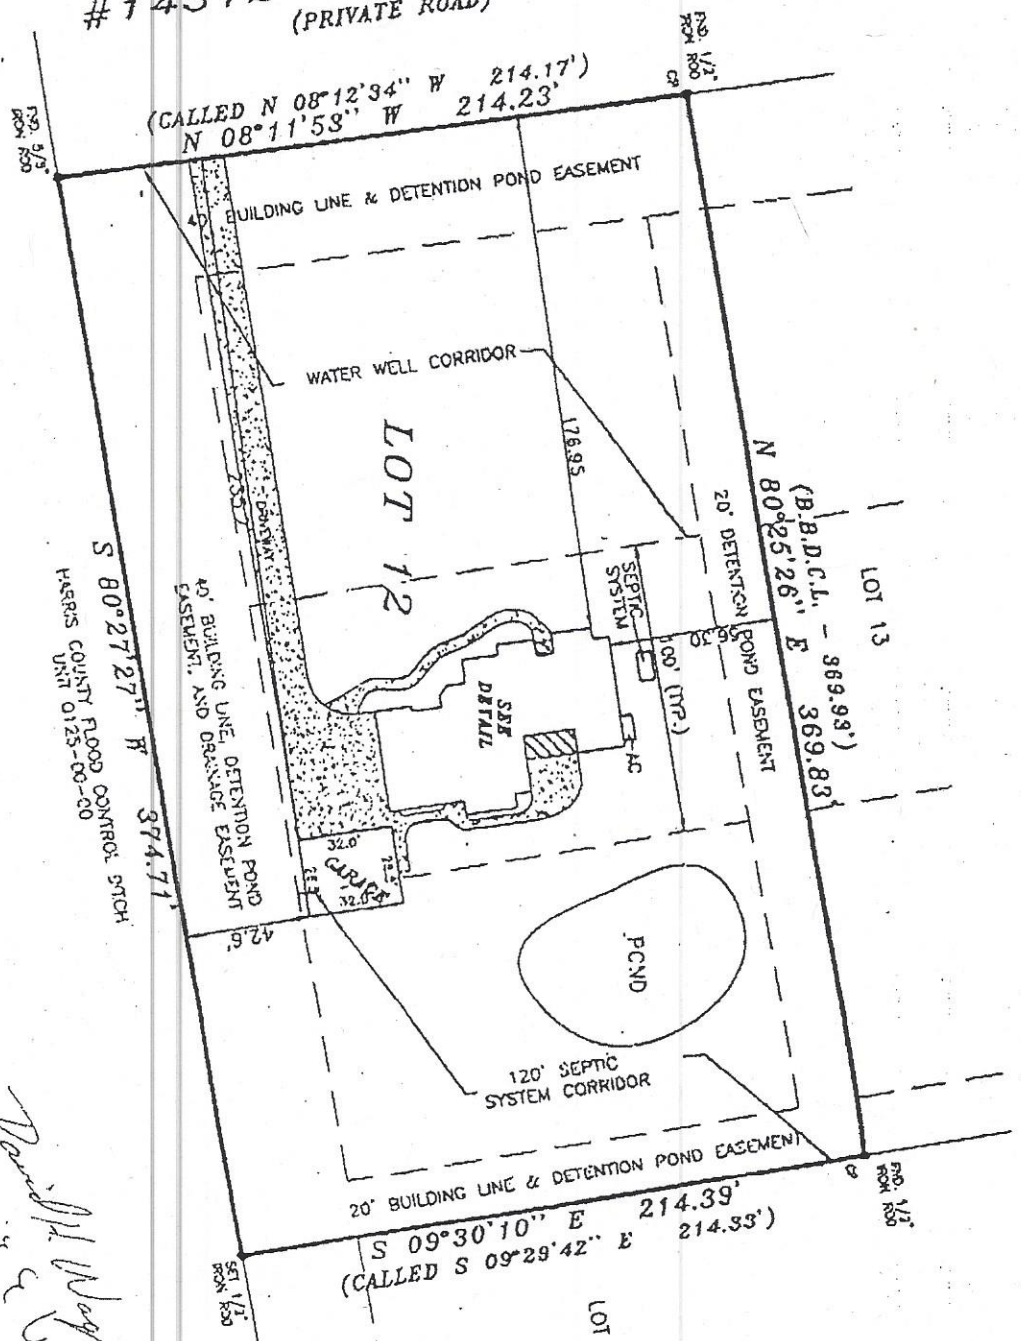 (PRIVATE ROAD)
FND. 1/2"
IRON ROD
(CALLED N 08°12'34" W 214.17')
N 08°11'53" W 214.23'
FND. 5/8"
IRON ROD
40' BUILDING LINE & DETENTION POND EASEMENT
WATER WELL CORRIDOR
LOT 12
176.95
LOT 13
(B.B.D.C.L. - 369.93')
N 80°25'26" E 369.83'
20' DETENTION POND EASEMENT
56.30
SEPTIC
SYSTEM
100' (TYP.)
AC
SEE
DETAIL
DRIVEWAY
235.7
40' BUILDING LINE, DETENTION POND
EASEMENT, AND DRAINAGE EASEMENT
S 80°27'27" W 374.71'
HARRIS COUNTY FLOOD CONTROL DITCH
UNIT Q125-00-00
32.0'
GARAGE
32.0'
42.6'
POND
120' SEPTIC
SYSTEM CORRIDOR
20' BUILDING LINE & DETENTION POND EASEMENT
S 09°30'10" E 214.39'
(CALLED S 09°29'42" E 214.33')
FND. 1/2"
IRON ROD
SET 1/2"
IRON ROD
LOT